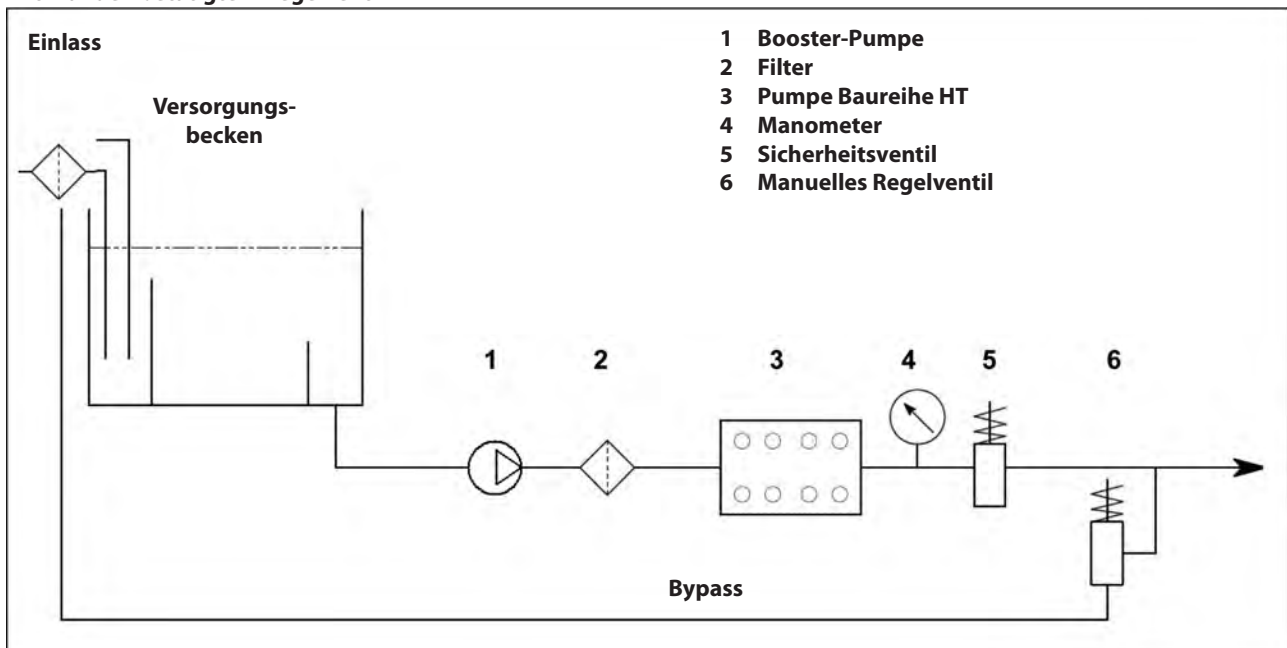 Einlass
Versorgungs-
becken
1 Booster-Pumpe
2 Filter
3 Pumpe Baureihe HT
4 Manometer
5 Sicherheitsventil
6 Manuelles Regelventil
1 2 3 4 5 6
Bypass